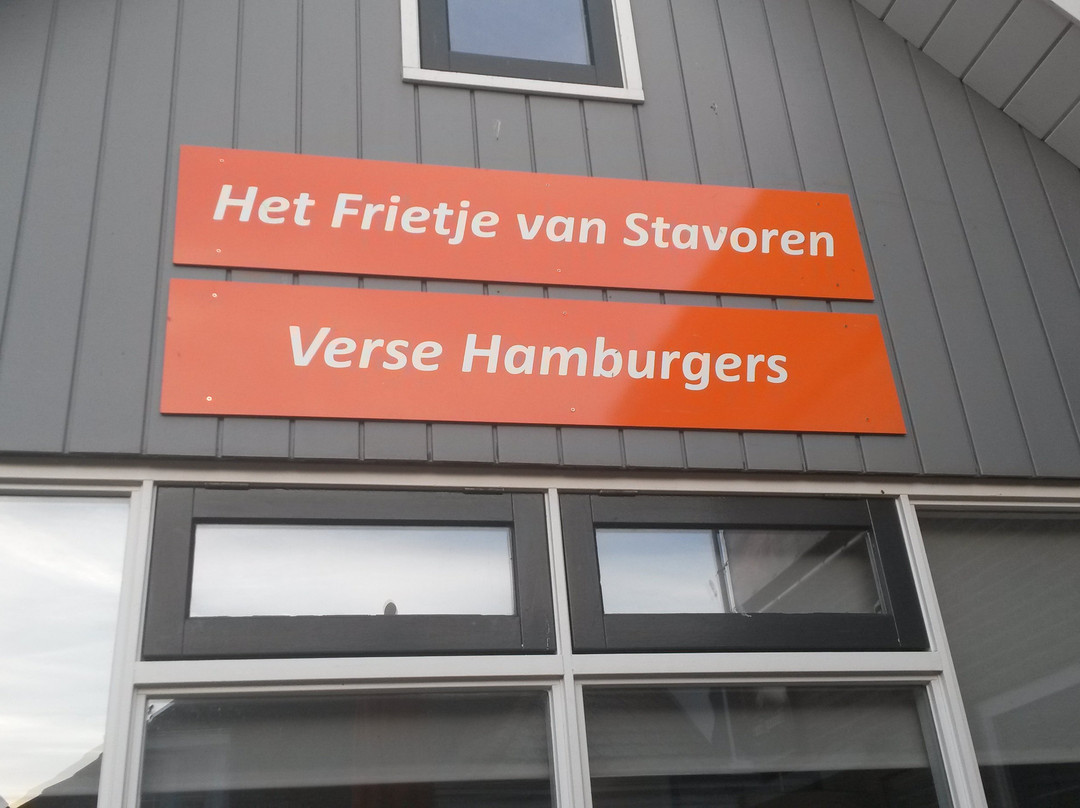 Het Frietje van Stavoren
Verse Hamburgers